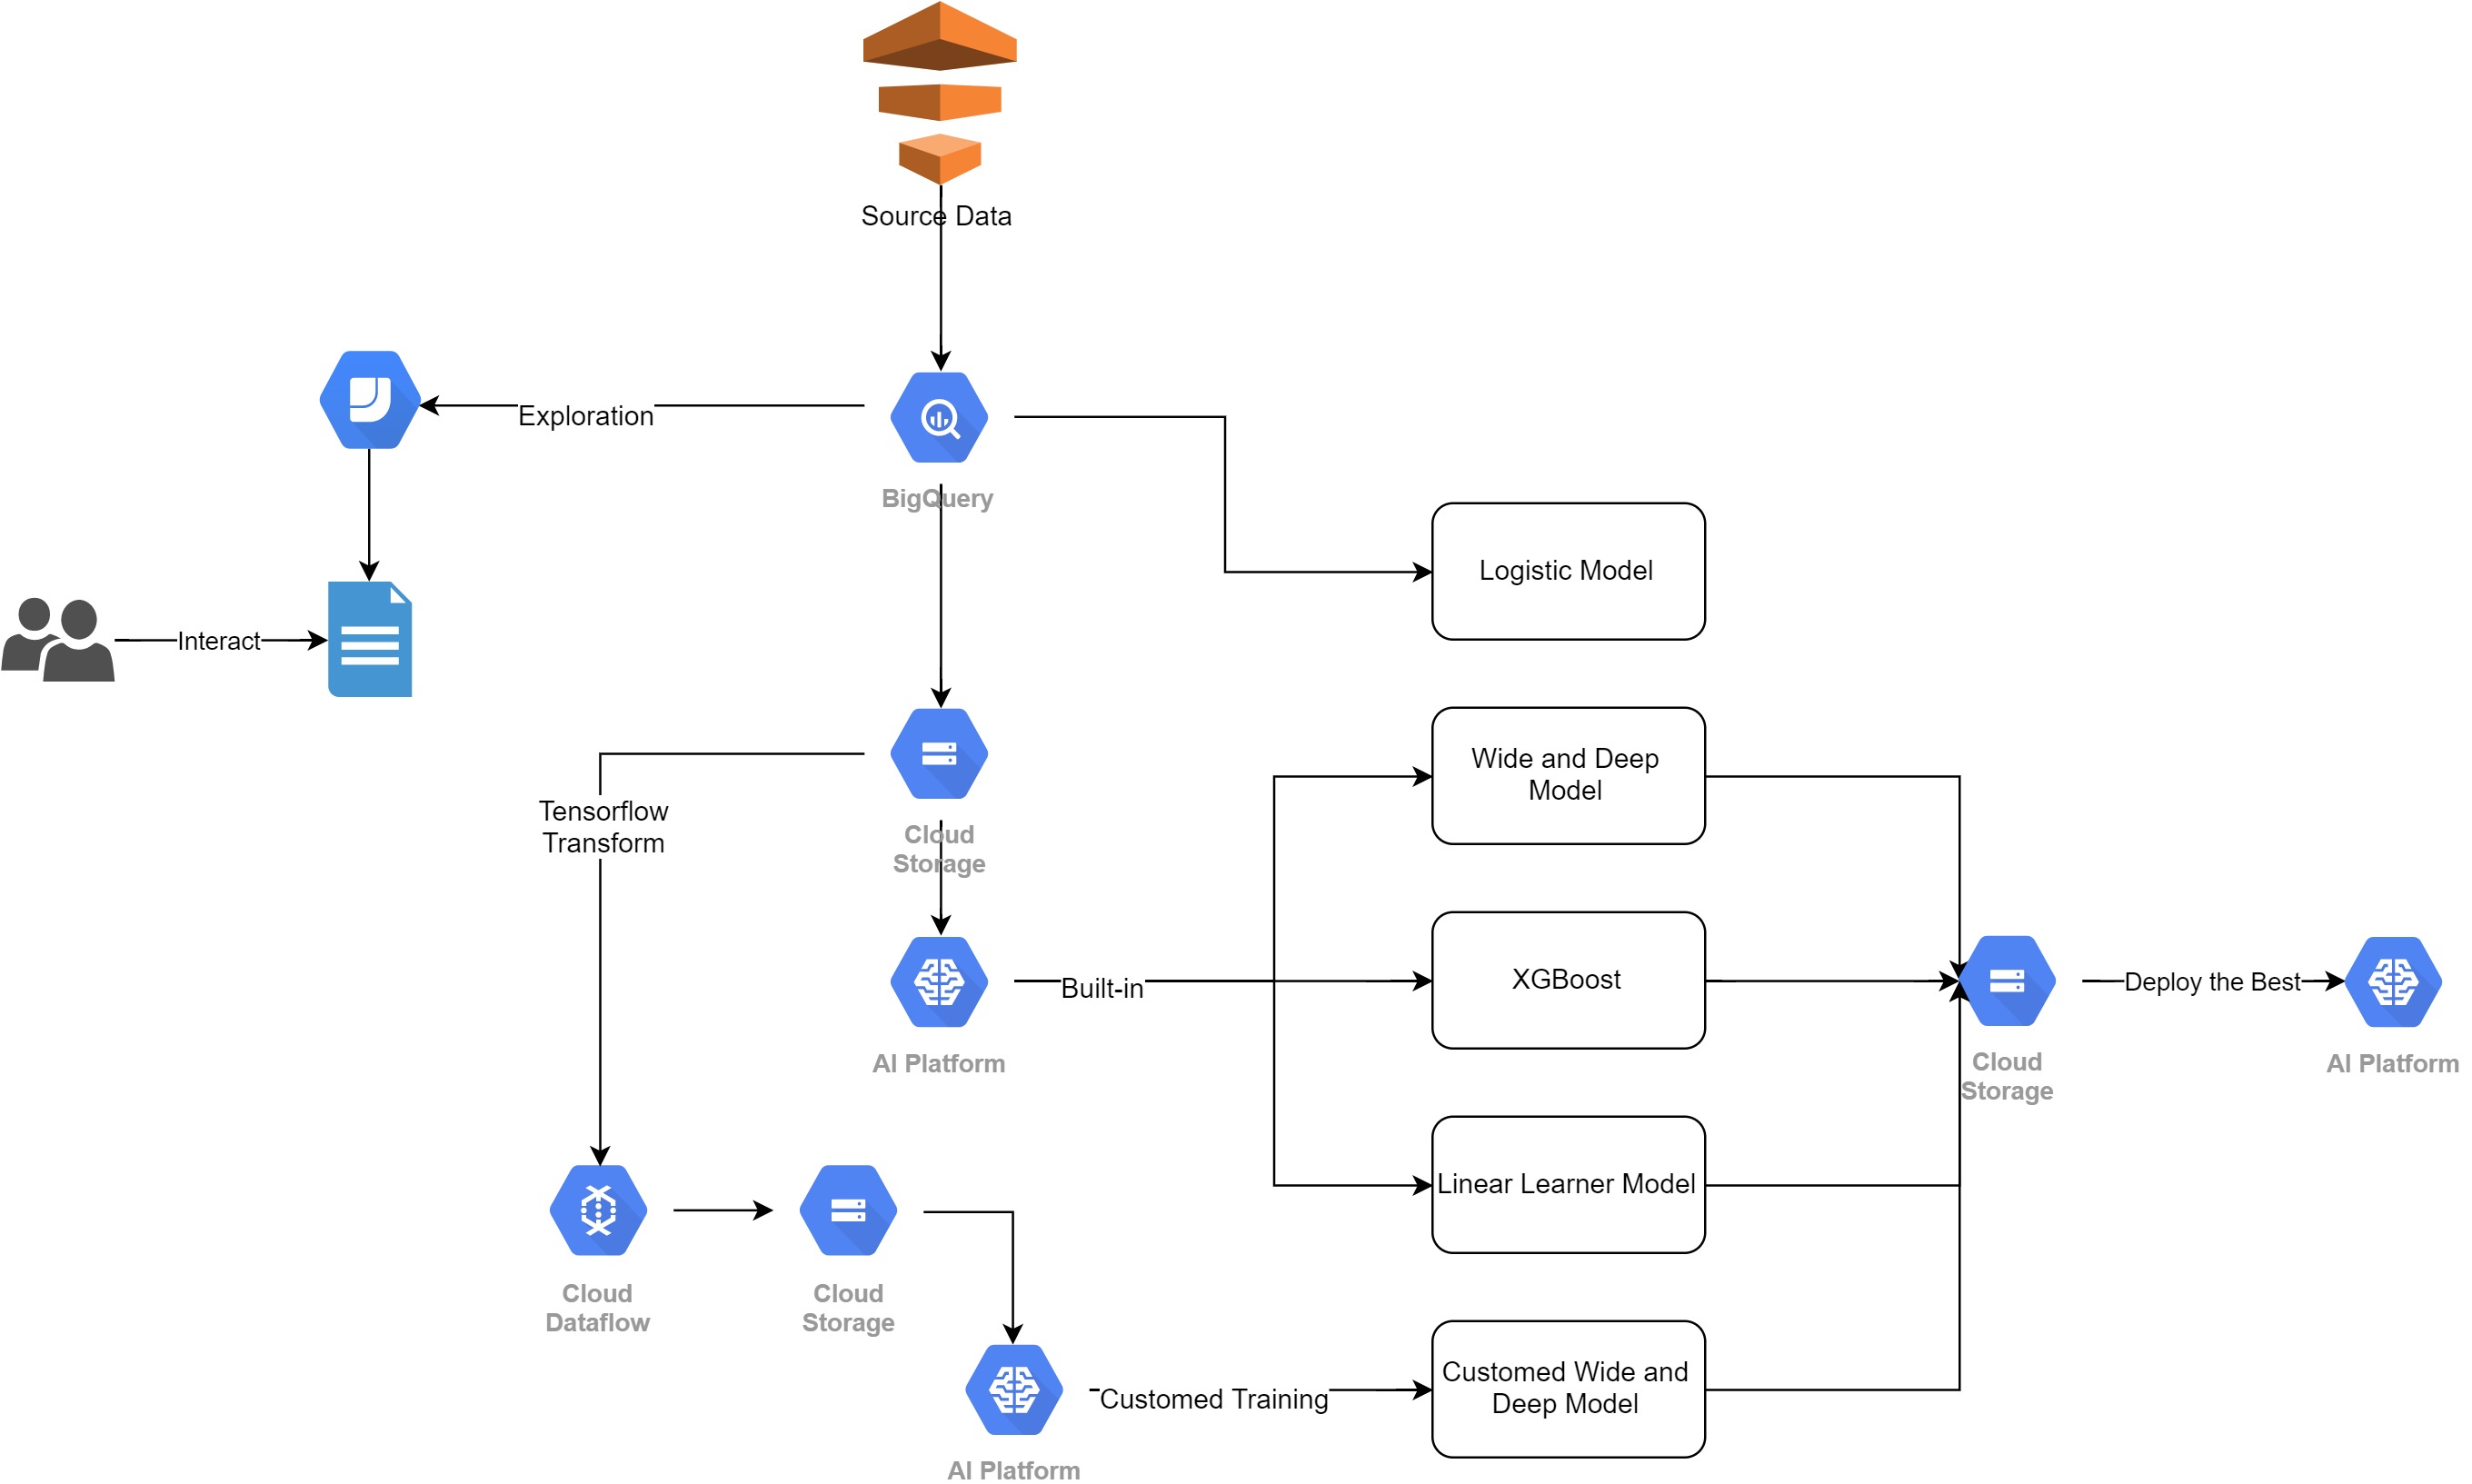 Source Data
Exploration
BigQuery
Logistic Model
Interact
Wide and Deep
Model
Tensorflow
Transform
Cloud
Storage
XGBoost
Built-in
Deploy the Best
AI Platform
Cloud
Storage
AI Platform
Linear Learner Model
Cloud
Dataflow
Cloud
Storage
Customed Wide and
Deep Model
Customed Training
AI Platform